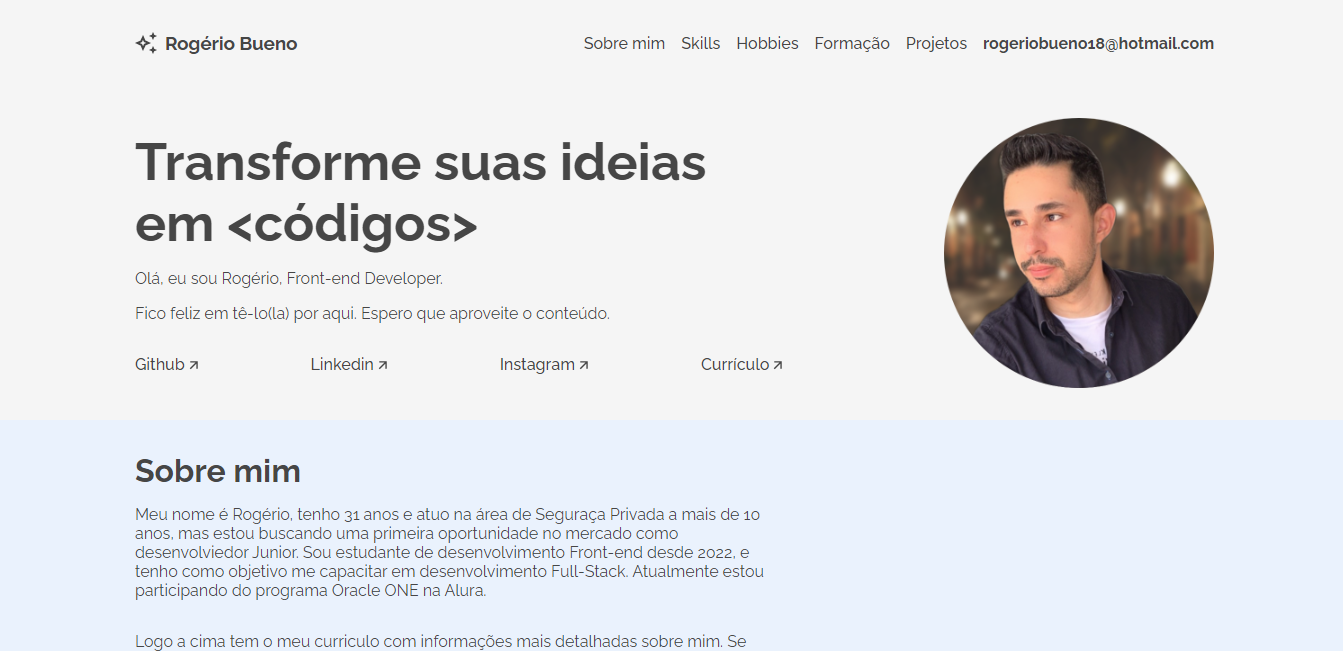 Rogério Bueno
Sobre mim Skills Hobbies Formação Projetos rogeriobueno18@hotmail.com
Transforme suas ideias
em <códigos>
Olá, eu sou Rogério, Front-end Developer.
Fico feliz em tê-lo(la) por aqui. Espero que aproveite o conteúdo.
Github Linkedin Instagram Currículo
Sobre mim
Meu nome é Rogério, tenho 31 anos e atuo na área de Seguraça Privada a mais de 10
anos, mas estou buscando uma primeira oportunidade no mercado como
desenvolviedor Junior. Sou estudante de desenvolvimento Front-end desde 2022, e
tenho como objetivo me capacitar em desenvolvimento Full-Stack. Atualmente estou
participando do programa Oracle ONE na Alura.
Logo a cima tem o meu curriculo com informações mais detalhadas sobre mim. Se